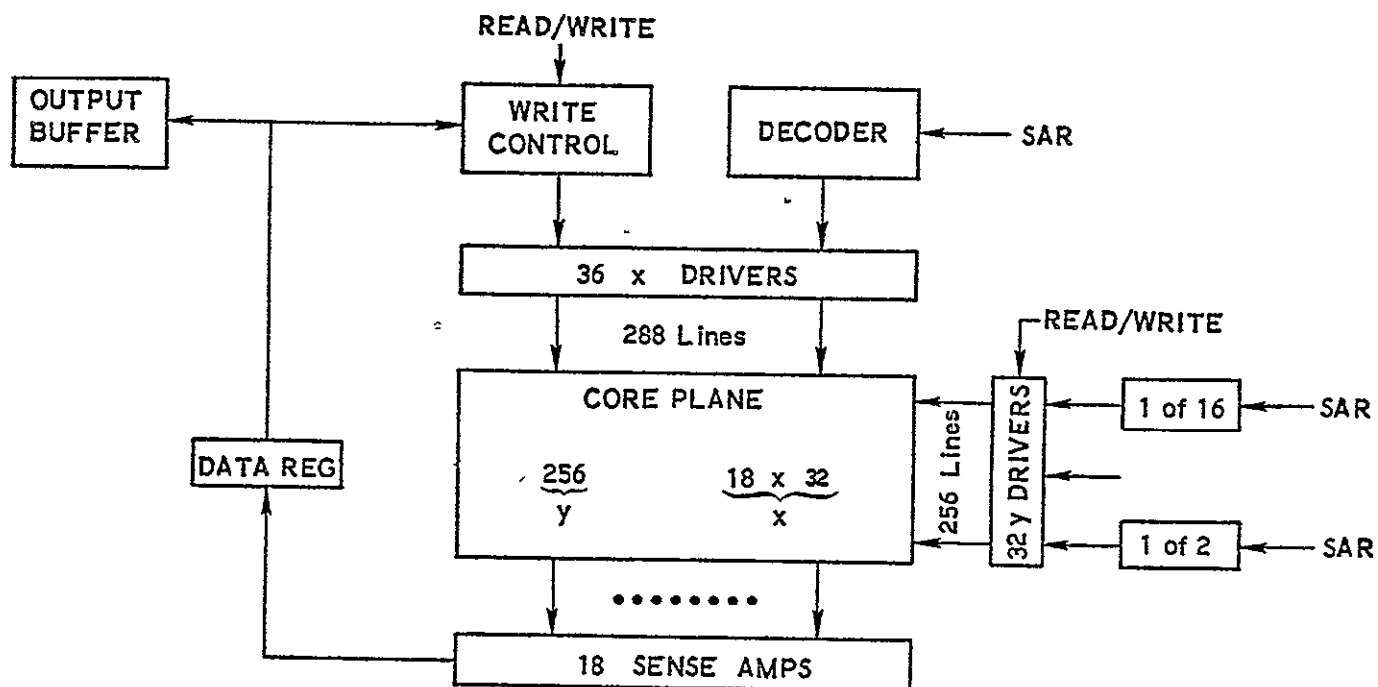 READ/WRITE
OUTPUT
BUFFER
WRITE
CONTROL
DECODER
SAR
36 x DRIVERS
288 Lines
READ/WRITE
CORE PLANE
256
y
18 x 32
x
256 Lines
32 y DRIVERS
1 of 16
SAR
DATA REG
1 of 2
SAR
18 SENSE AMPS